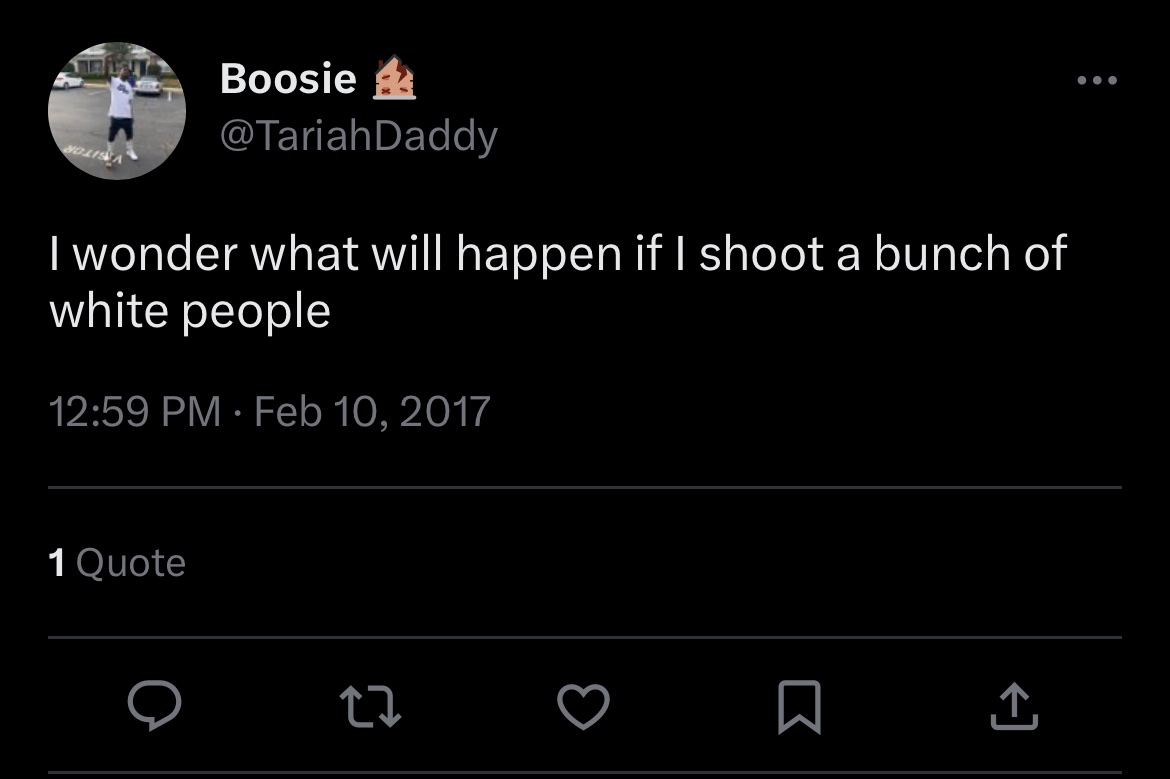 Boosie 🏚
@TariahDaddy
I wonder what will happen if I shoot a bunch of
white people
12:59 PM · Feb 10, 2017
1 Quote
VISITOR